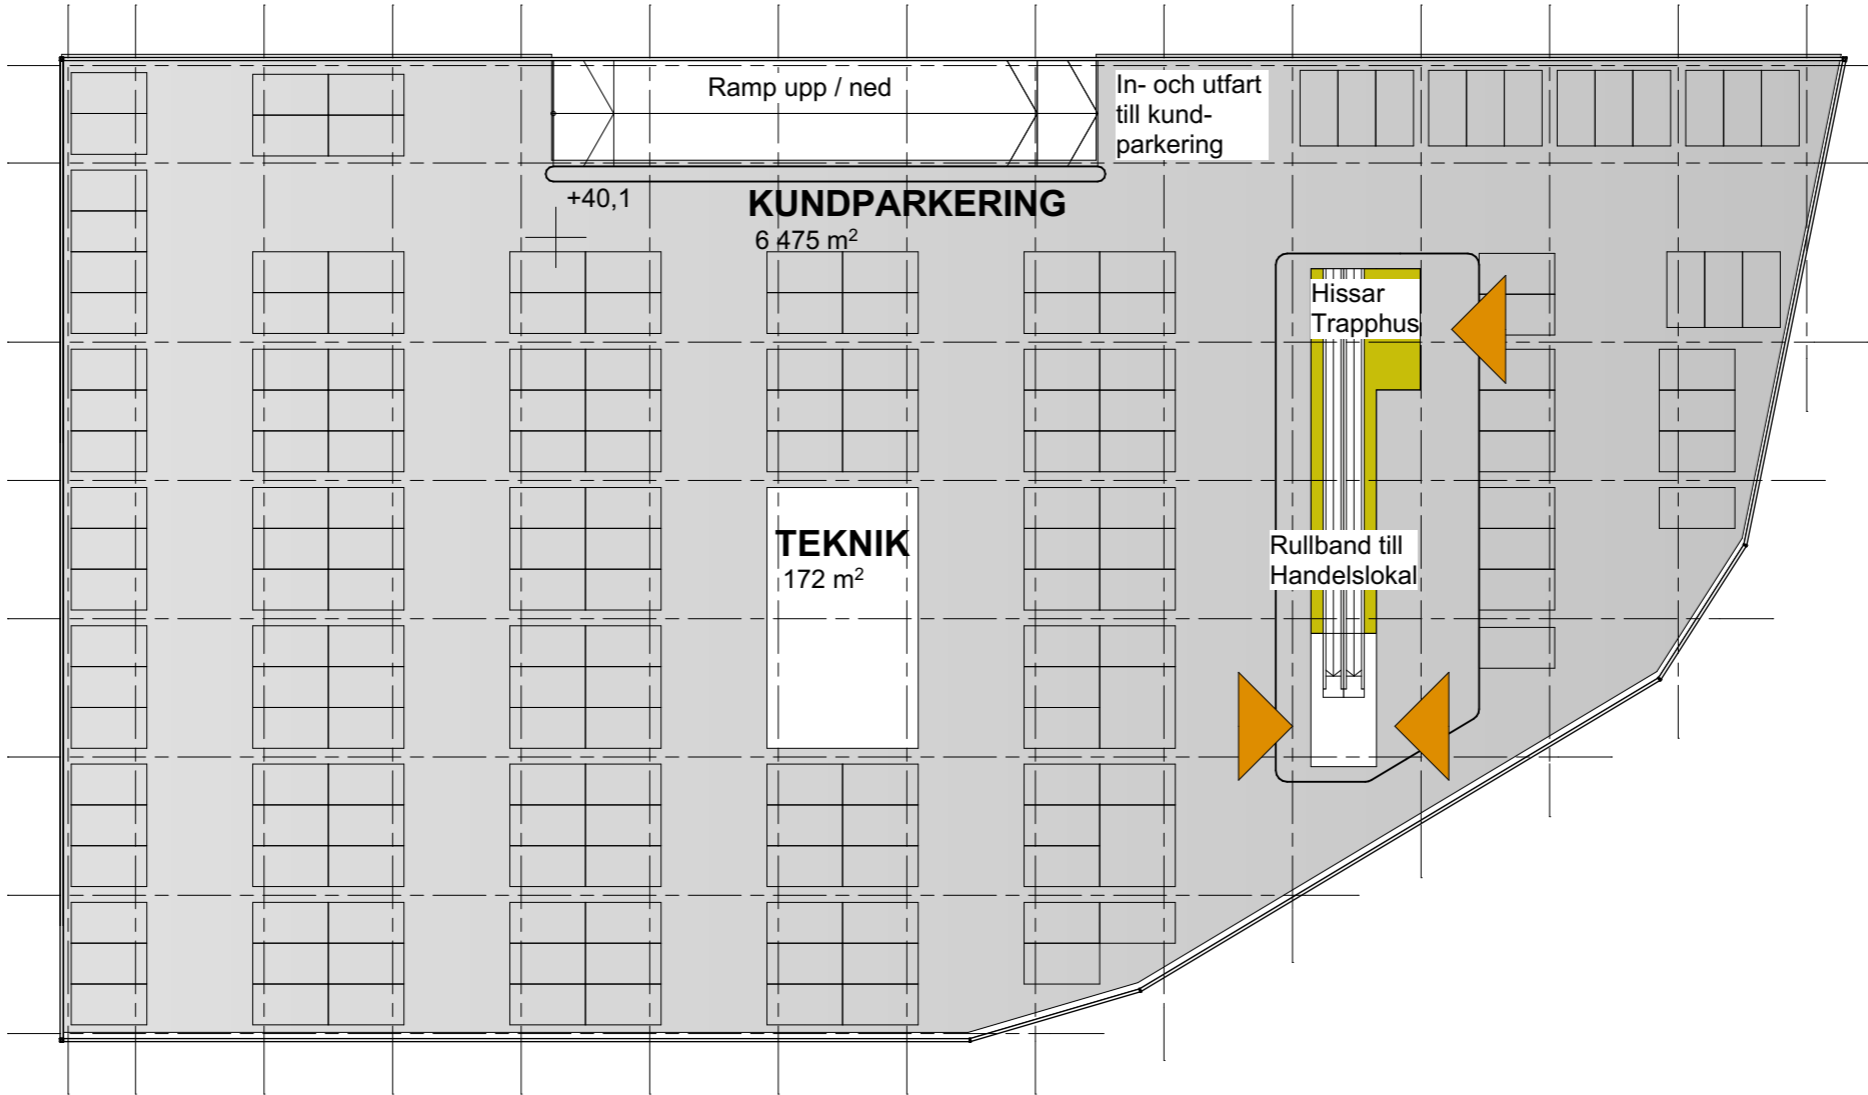 Ramp upp / ned
In- och utfart
till kund-
parkering
+40,1
KUNDPARKERING
6 475 m²
Hissar
Trapphus
TEKNIK
172 m²
Rullband till
Handelslokal